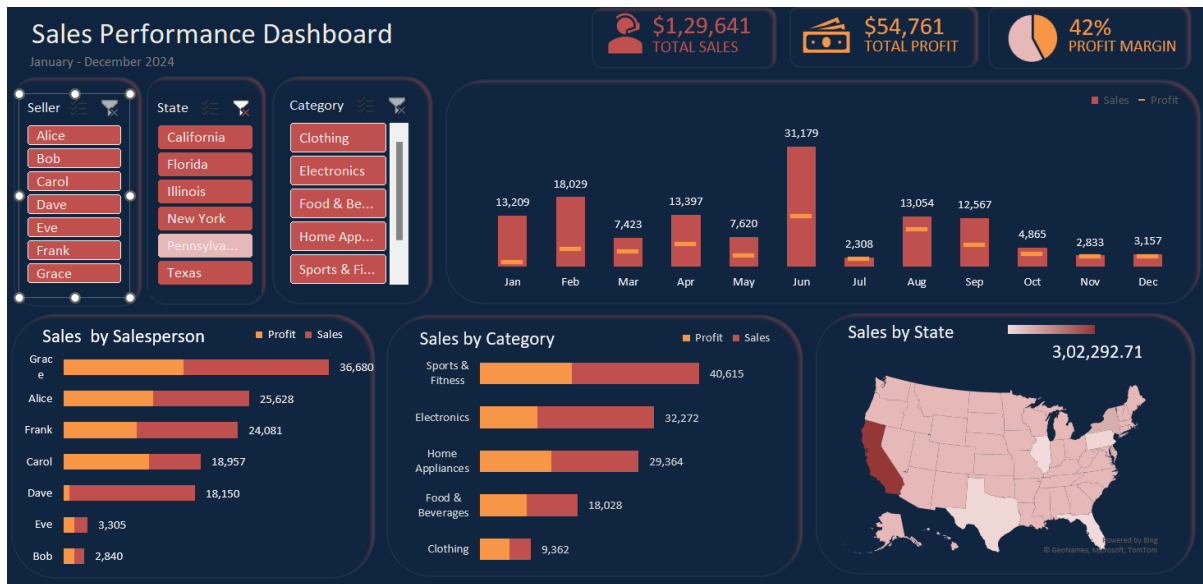 Sales Performance Dashboard
January - December 2024
$1,29,641
TOTAL SALES
$54,761
TOTAL PROFIT
42%
PROFIT MARGIN
Seller
Alice
Bob
Carol
Dave
Eve
Frank
Grace
State
California
Florida
Illinois
New York
Pennsylva...
Texas
Category
Clothing
Electronics
Food & Be...
Home App...
Sports & Fi...
Sales
Profit
13,209
18,029
7,423
13,397
7,620
31,179
2,308
13,054
12,567
4,865
2,833
3,157
Jan
Feb
Mar
Apr
May
Jun
Jul
Aug
Sep
Oct
Nov
Dec
Sales by Salesperson
Profit
Sales
Grac
e
36,680
Alice
25,628
Frank
24,081
Carol
18,957
Dave
18,150
Eve
3,305
Bob
2,840
Sales by Category
Profit
Sales
Sports &
Fitness
40,615
Electronics
32,272
Home
Appliances
29,364
Food &
Beverages
18,028
Clothing
9,362
Sales by State
3,02,292.71
Powered by Bing
© GeoNames, Microsoft, TomTom